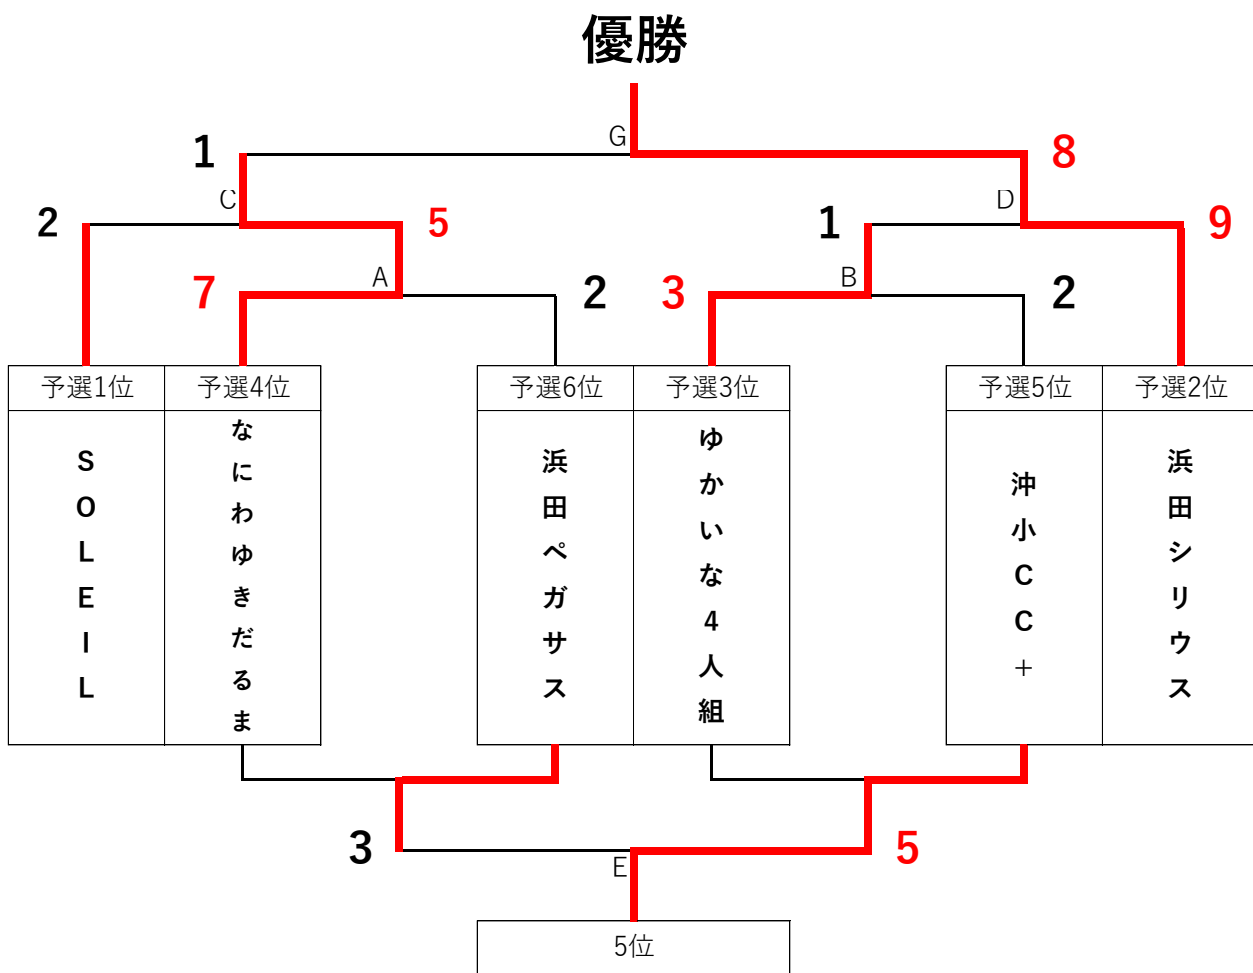 優勝
G
1
8
C
D
2
5
1
9
A
B
7
2
3
2
予選1位
予選4位
予選6位
予選3位
予選5位
予選2位
SOLEIL
なにわゆきだるま
浜田ペガサス
ゆかいな4人組
沖小CC+
浜田シリウス
3
5
E
5位